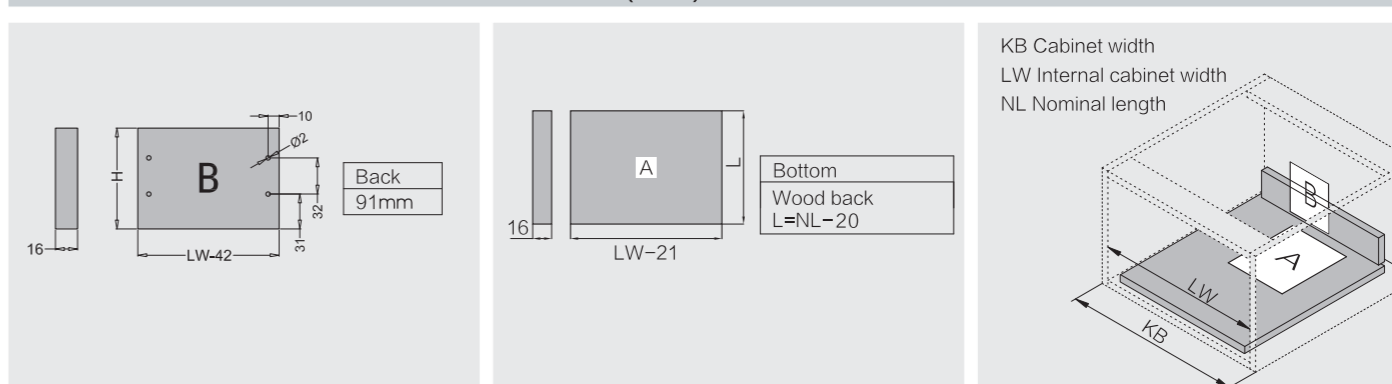 10
Ø2
H
B
32
31
16
LW-42
Back
91mm
A
L
16
LW-21
Bottom
Wood back
L=NL-20
KB Cabinet width
LW Internal cabinet width
NL Nominal length
B
A
LW
KB